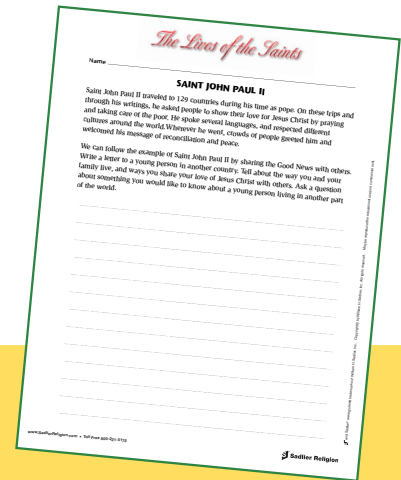 The Lives of the Saints
Name
SAINT JOHN PAUL II
Saint John Paul II traveled to 129 countries during his time as pope. On these trips and
through his writings, he asked people to show their love for Jesus Christ by praying
and taking care of the poor. He spoke several languages, and respected different
cultures around the world. Wherever he went, crowds of people greeted him and
welcomed his message of reconciliation and peace.
We can follow the example of Saint John Paul II by sharing the Good News with others.
Write a letter to a young person in another country. Tell about the way you and your
family live, and ways you share your love of Jesus Christ with others. Ask a question
about something you would like to know about a young person living in another part
of the world.
www.SadlierReligion.com • Toll Free
Sadlier Religion